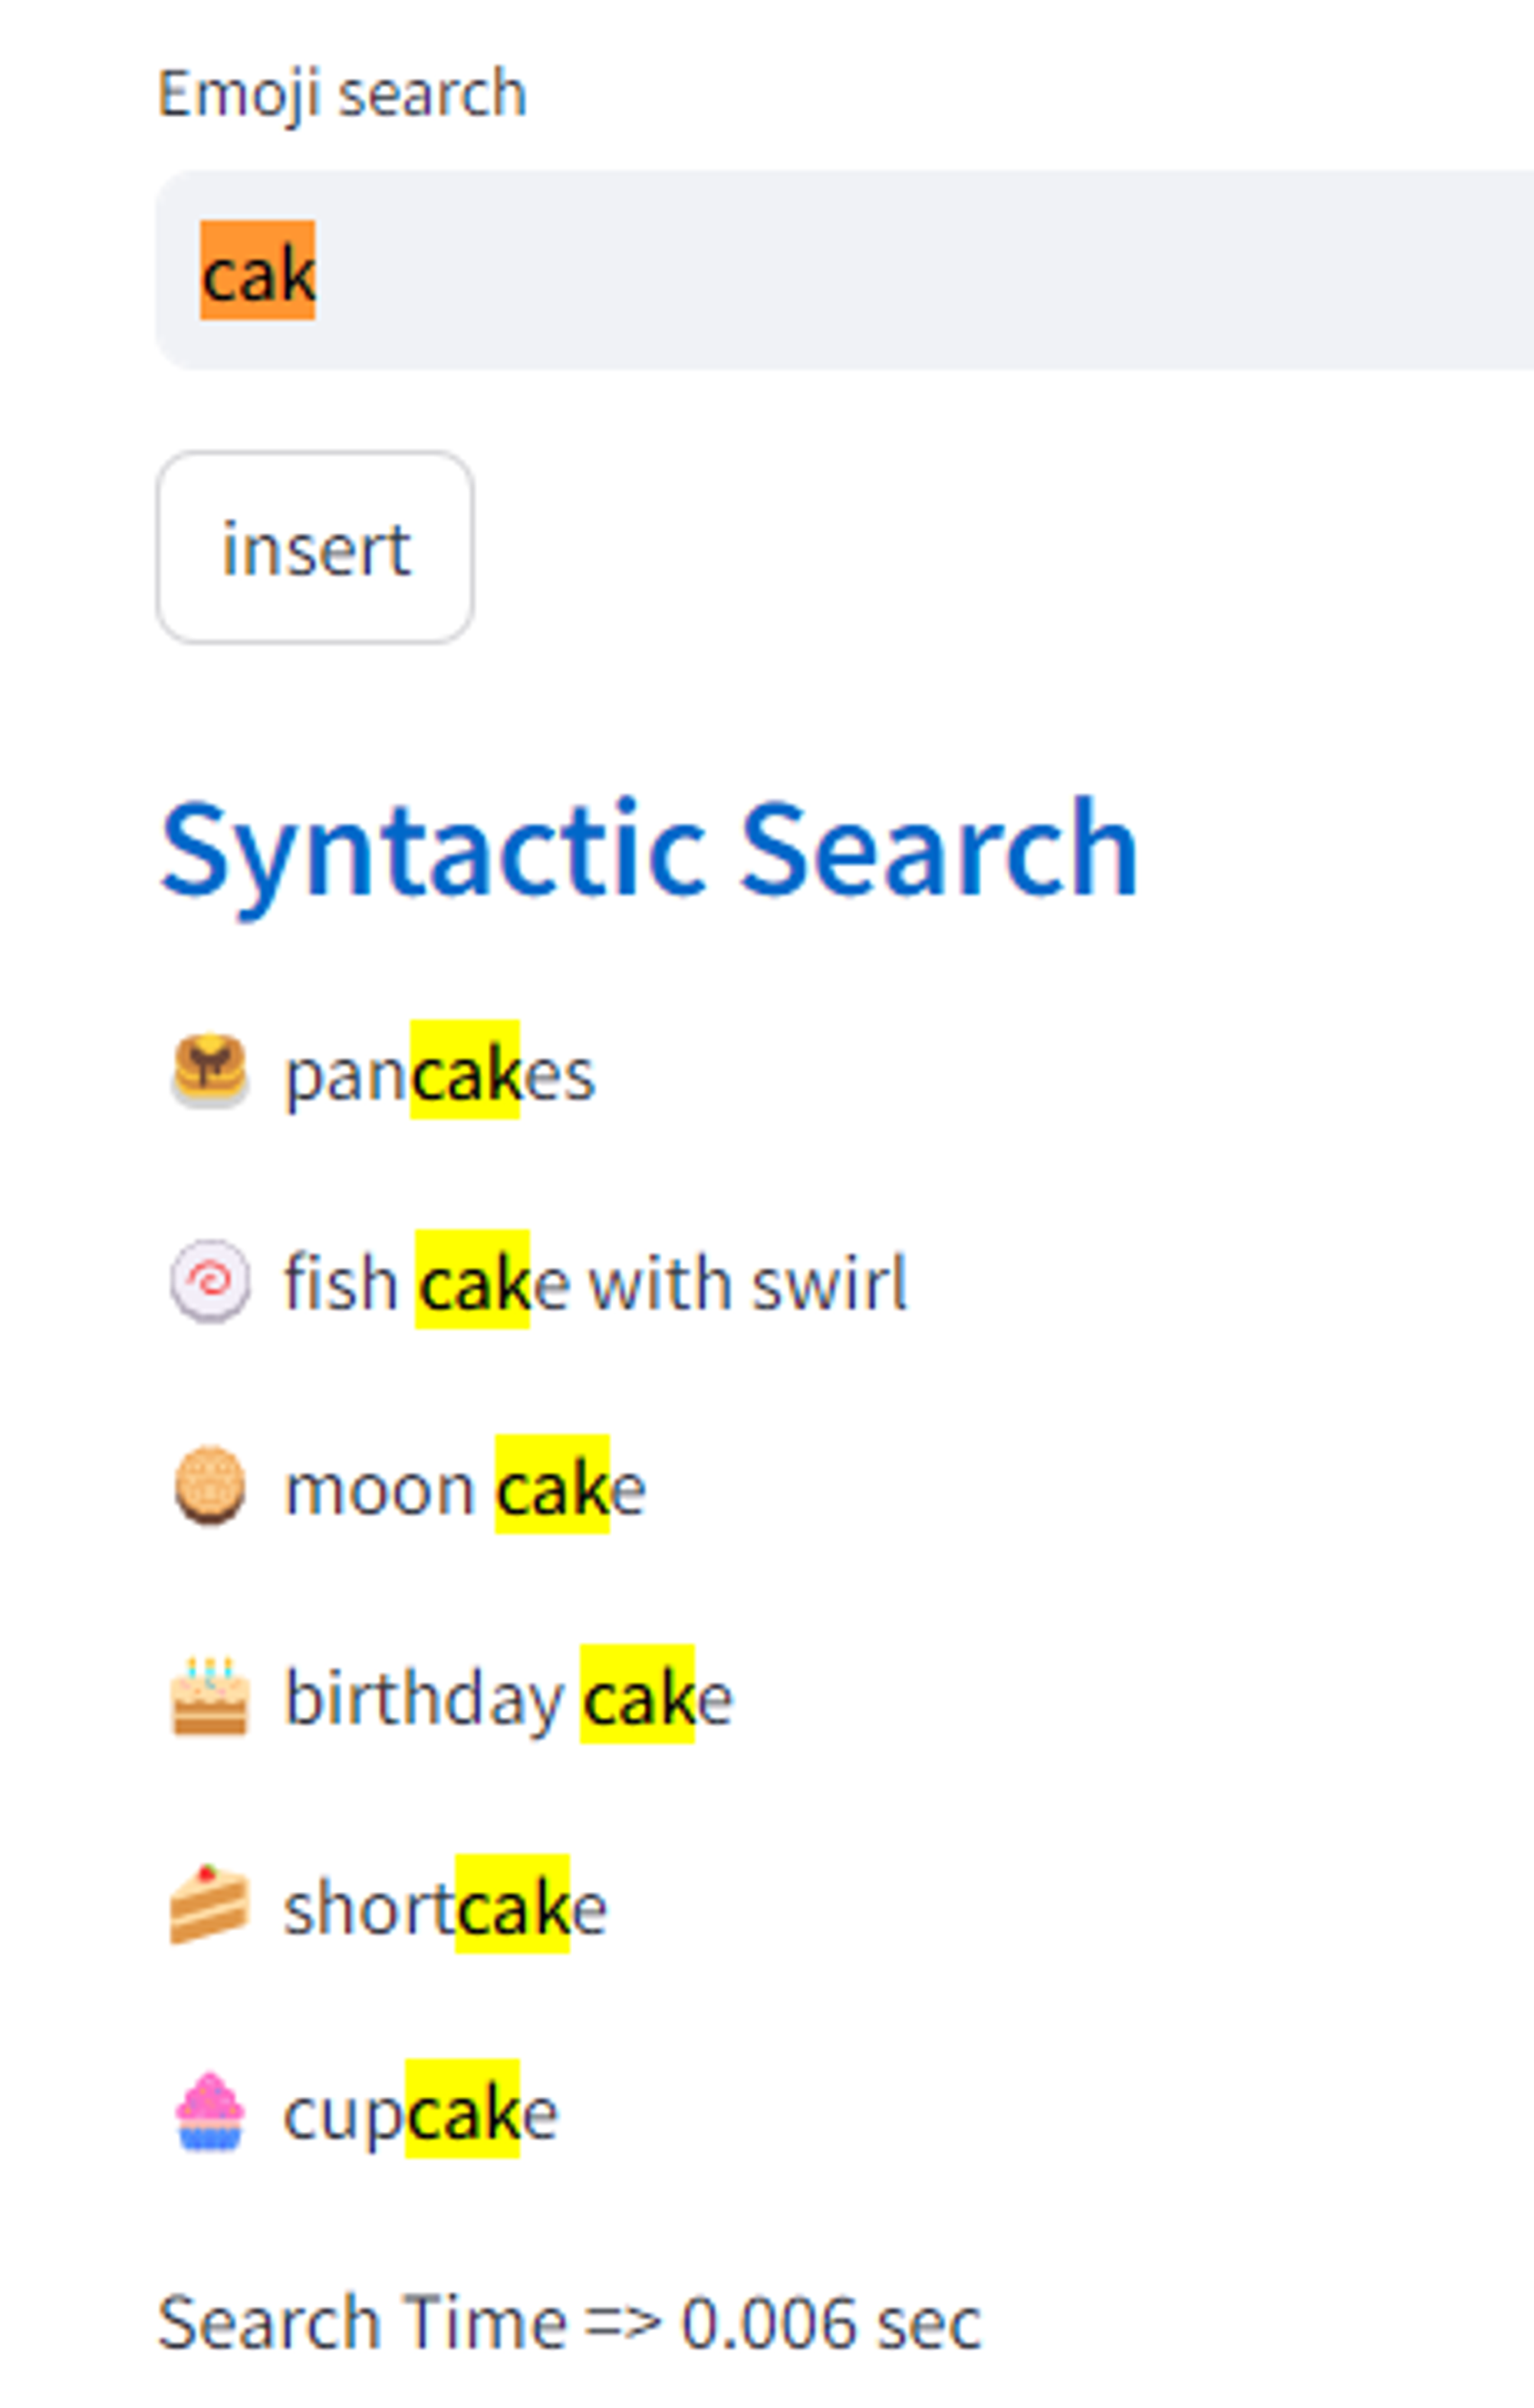 Emoji search
cak
insert
Syntactic Search
🥞 pancakes
🍥 fish cake with swirl
🥮 moon cake
🎂 birthday cake
🍰 shortcake
🧁 cupcake
Search Time => 0.006 sec